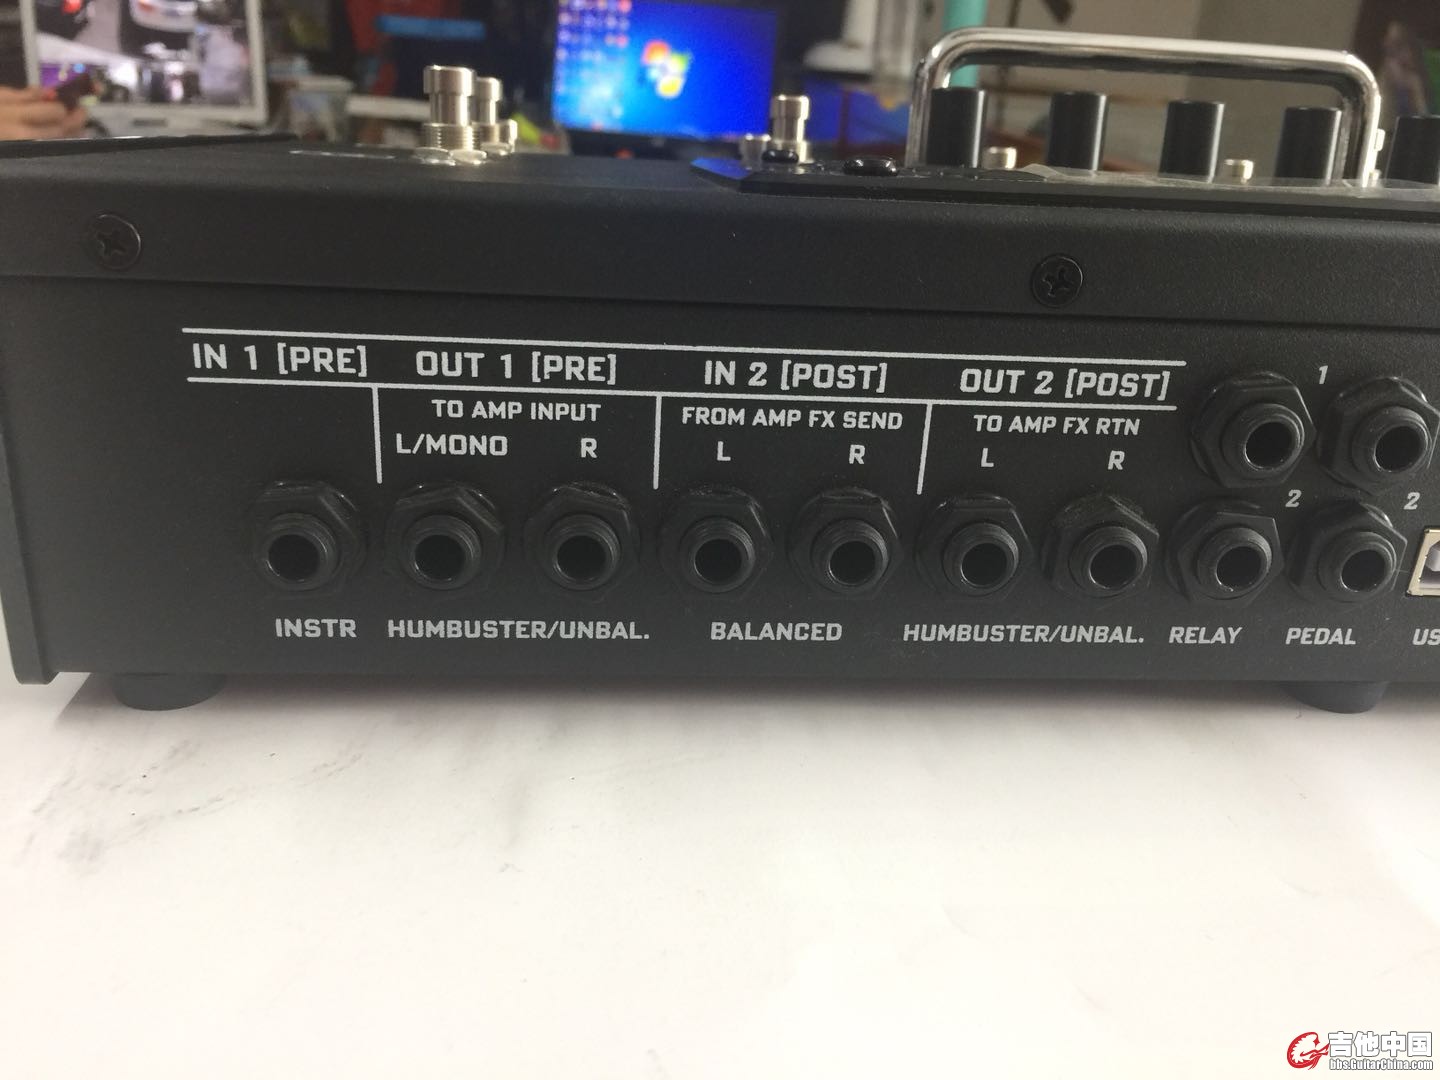 IN 1 [PRE] OUT 1 [PRE] IN 2 [POST] OUT 2 [POST]
TO AMP INPUT FROM AMP FX SEND TO AMP FX RTN
L/MONO R L R L R
1
2 2
INSTR HUMBUSTER/UNBAL. BALANCED HUMBUSTER/UNBAL. RELAY PEDAL US
吉他中国
bbs.GuitarChina.com